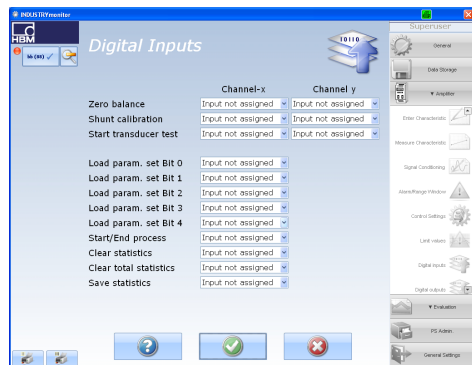 INDUSTRYmonitor
HBM
bb (BB)
Digital Inputs
10110
Superuser
General
Data Storage
▼ Amplifier
Enter Characteristic
Measure Characteristic
Signal Conditioning
Alarm/Range Window
Control Settings
Limit values
Digital inputs
Digital outputs
▼ Evaluation
PS Admin.
General Settings
Channel-x Channel y
Zero balance Input not assigned Input not assigned
Shunt calibration Input not assigned Input not assigned
Start transducer test Input not assigned Input not assigned
Load param. set Bit 0 Input not assigned
Load param. set Bit 1 Input not assigned
Load param. set Bit 2 Input not assigned
Load param. set Bit 3 Input not assigned
Load param. set Bit 4 Input not assigned
Start/End process Input not assigned
Clear statistics Input not assigned
Clear total statistics Input not assigned
Save statistics Input not assigned